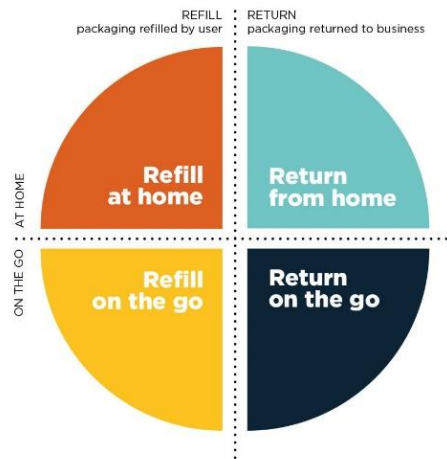 REFILL
packaging refilled by user
RETURN
packaging returned to business
AT HOME
Refill
at home
Return
from home
ON THE GO
Refill
on the go
Return
on the go